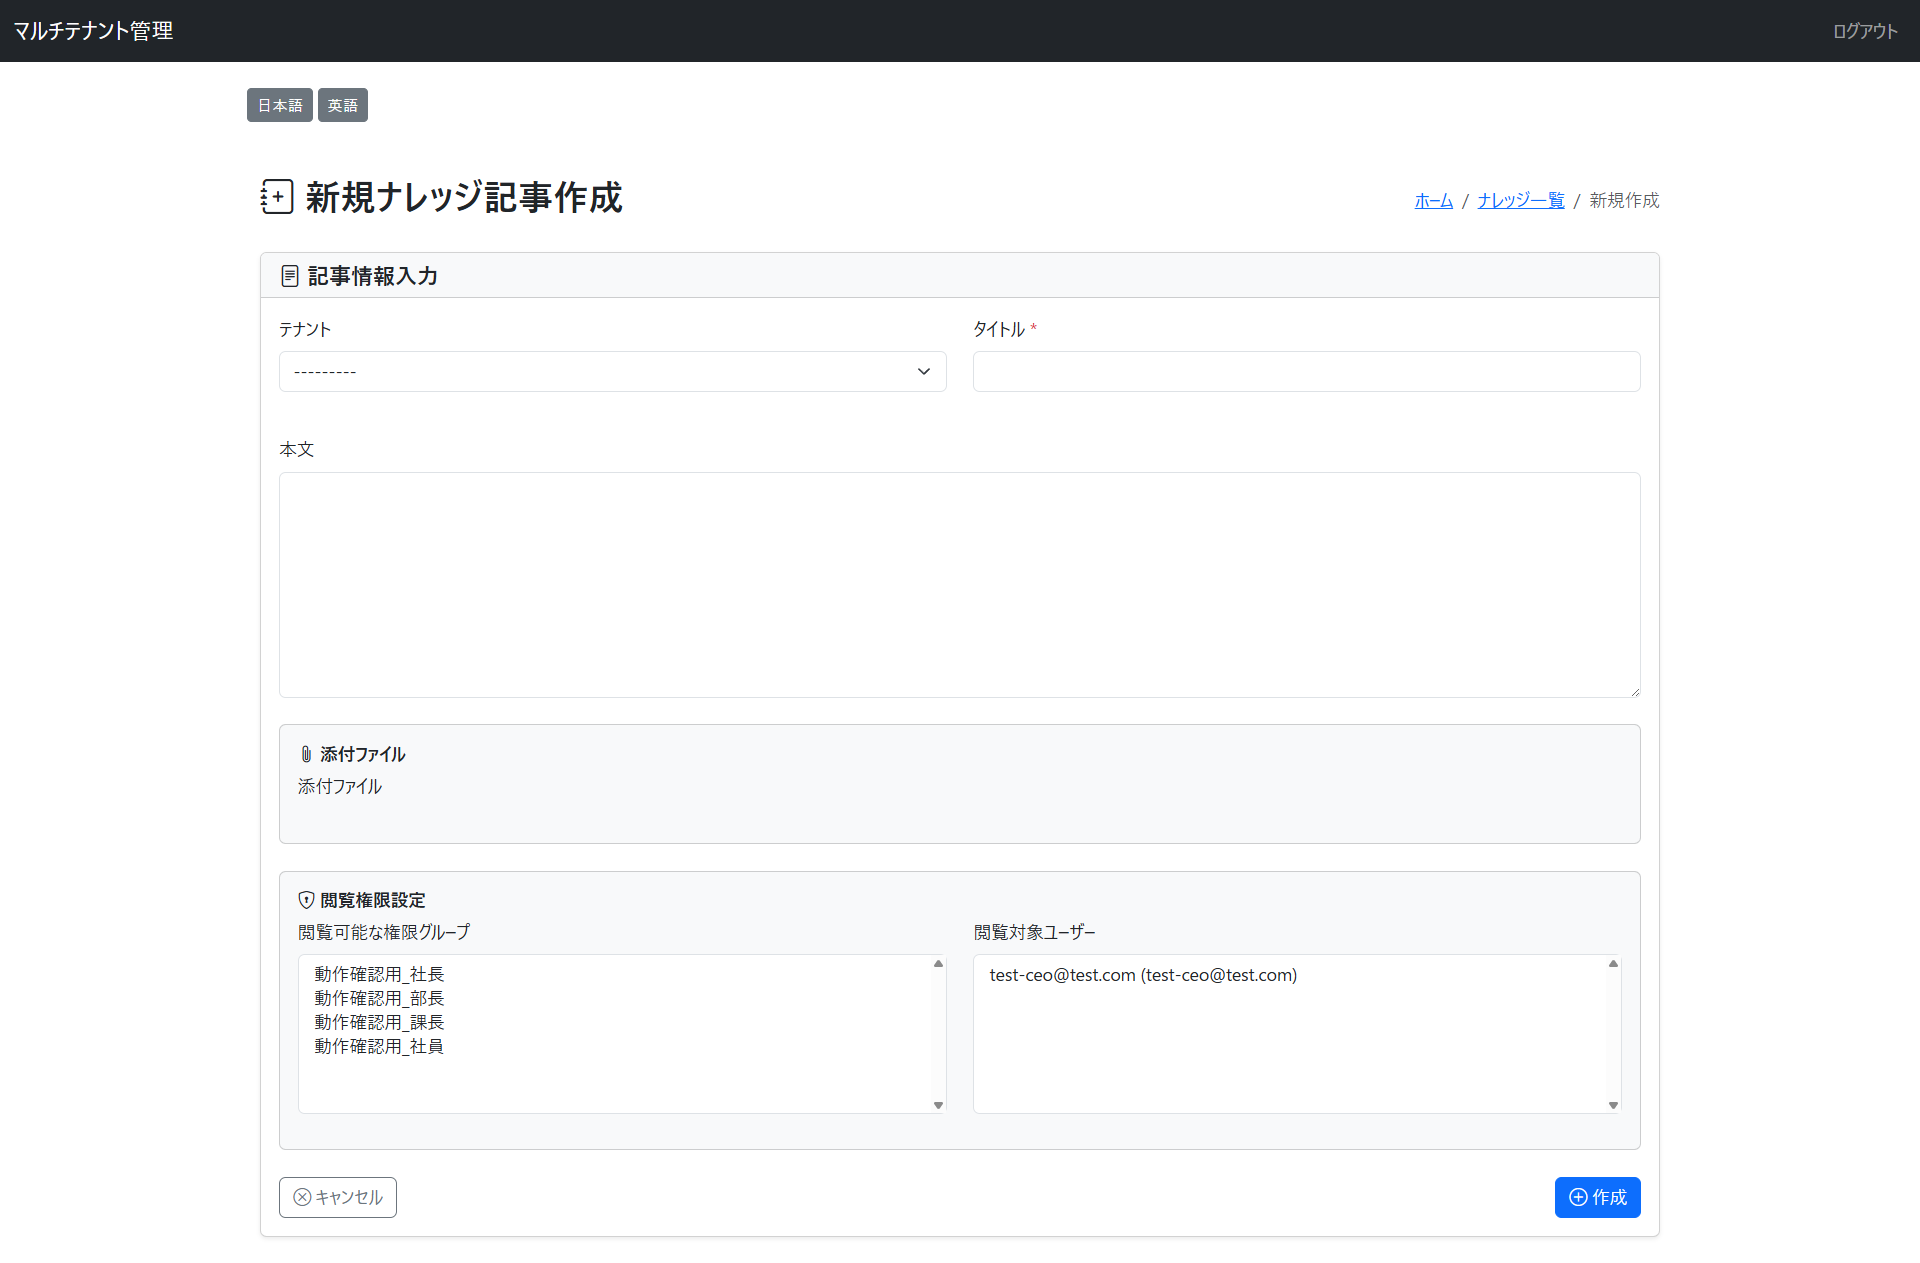 マルチテナント管理
ログアウト
日本語
英語
新規ナレッジ記事作成
ホーム / ナレッジ一覧 / 新規作成
記事情報入力
テナント
タイトル *
---------
本文
添付ファイル
添付ファイル
閲覧権限設定
閲覧可能な権限グループ
閲覧対象ユーザー
動作確認用_社長
動作確認用_部長
動作確認用_課長
動作確認用_社員
test-ceo@test.com (test-ceo@test.com)
キャンセル
作成